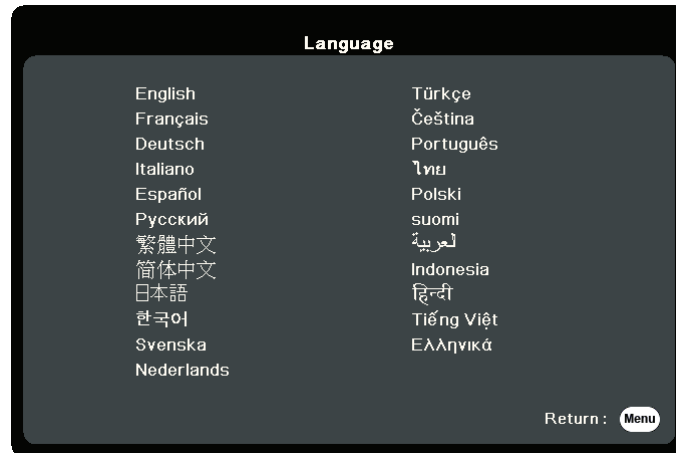 Language
English
Français
Deutsch
Italiano
Español
Русский
繁體中文
简体中文
日本語
한국어
Svenska
Nederlands
Türkçe
Čeština
Português
ไทย
Polski
suomi
العربية
Indonesia
हिन्दी
Tiếng Việt
Ελληνικά
Return: Menu